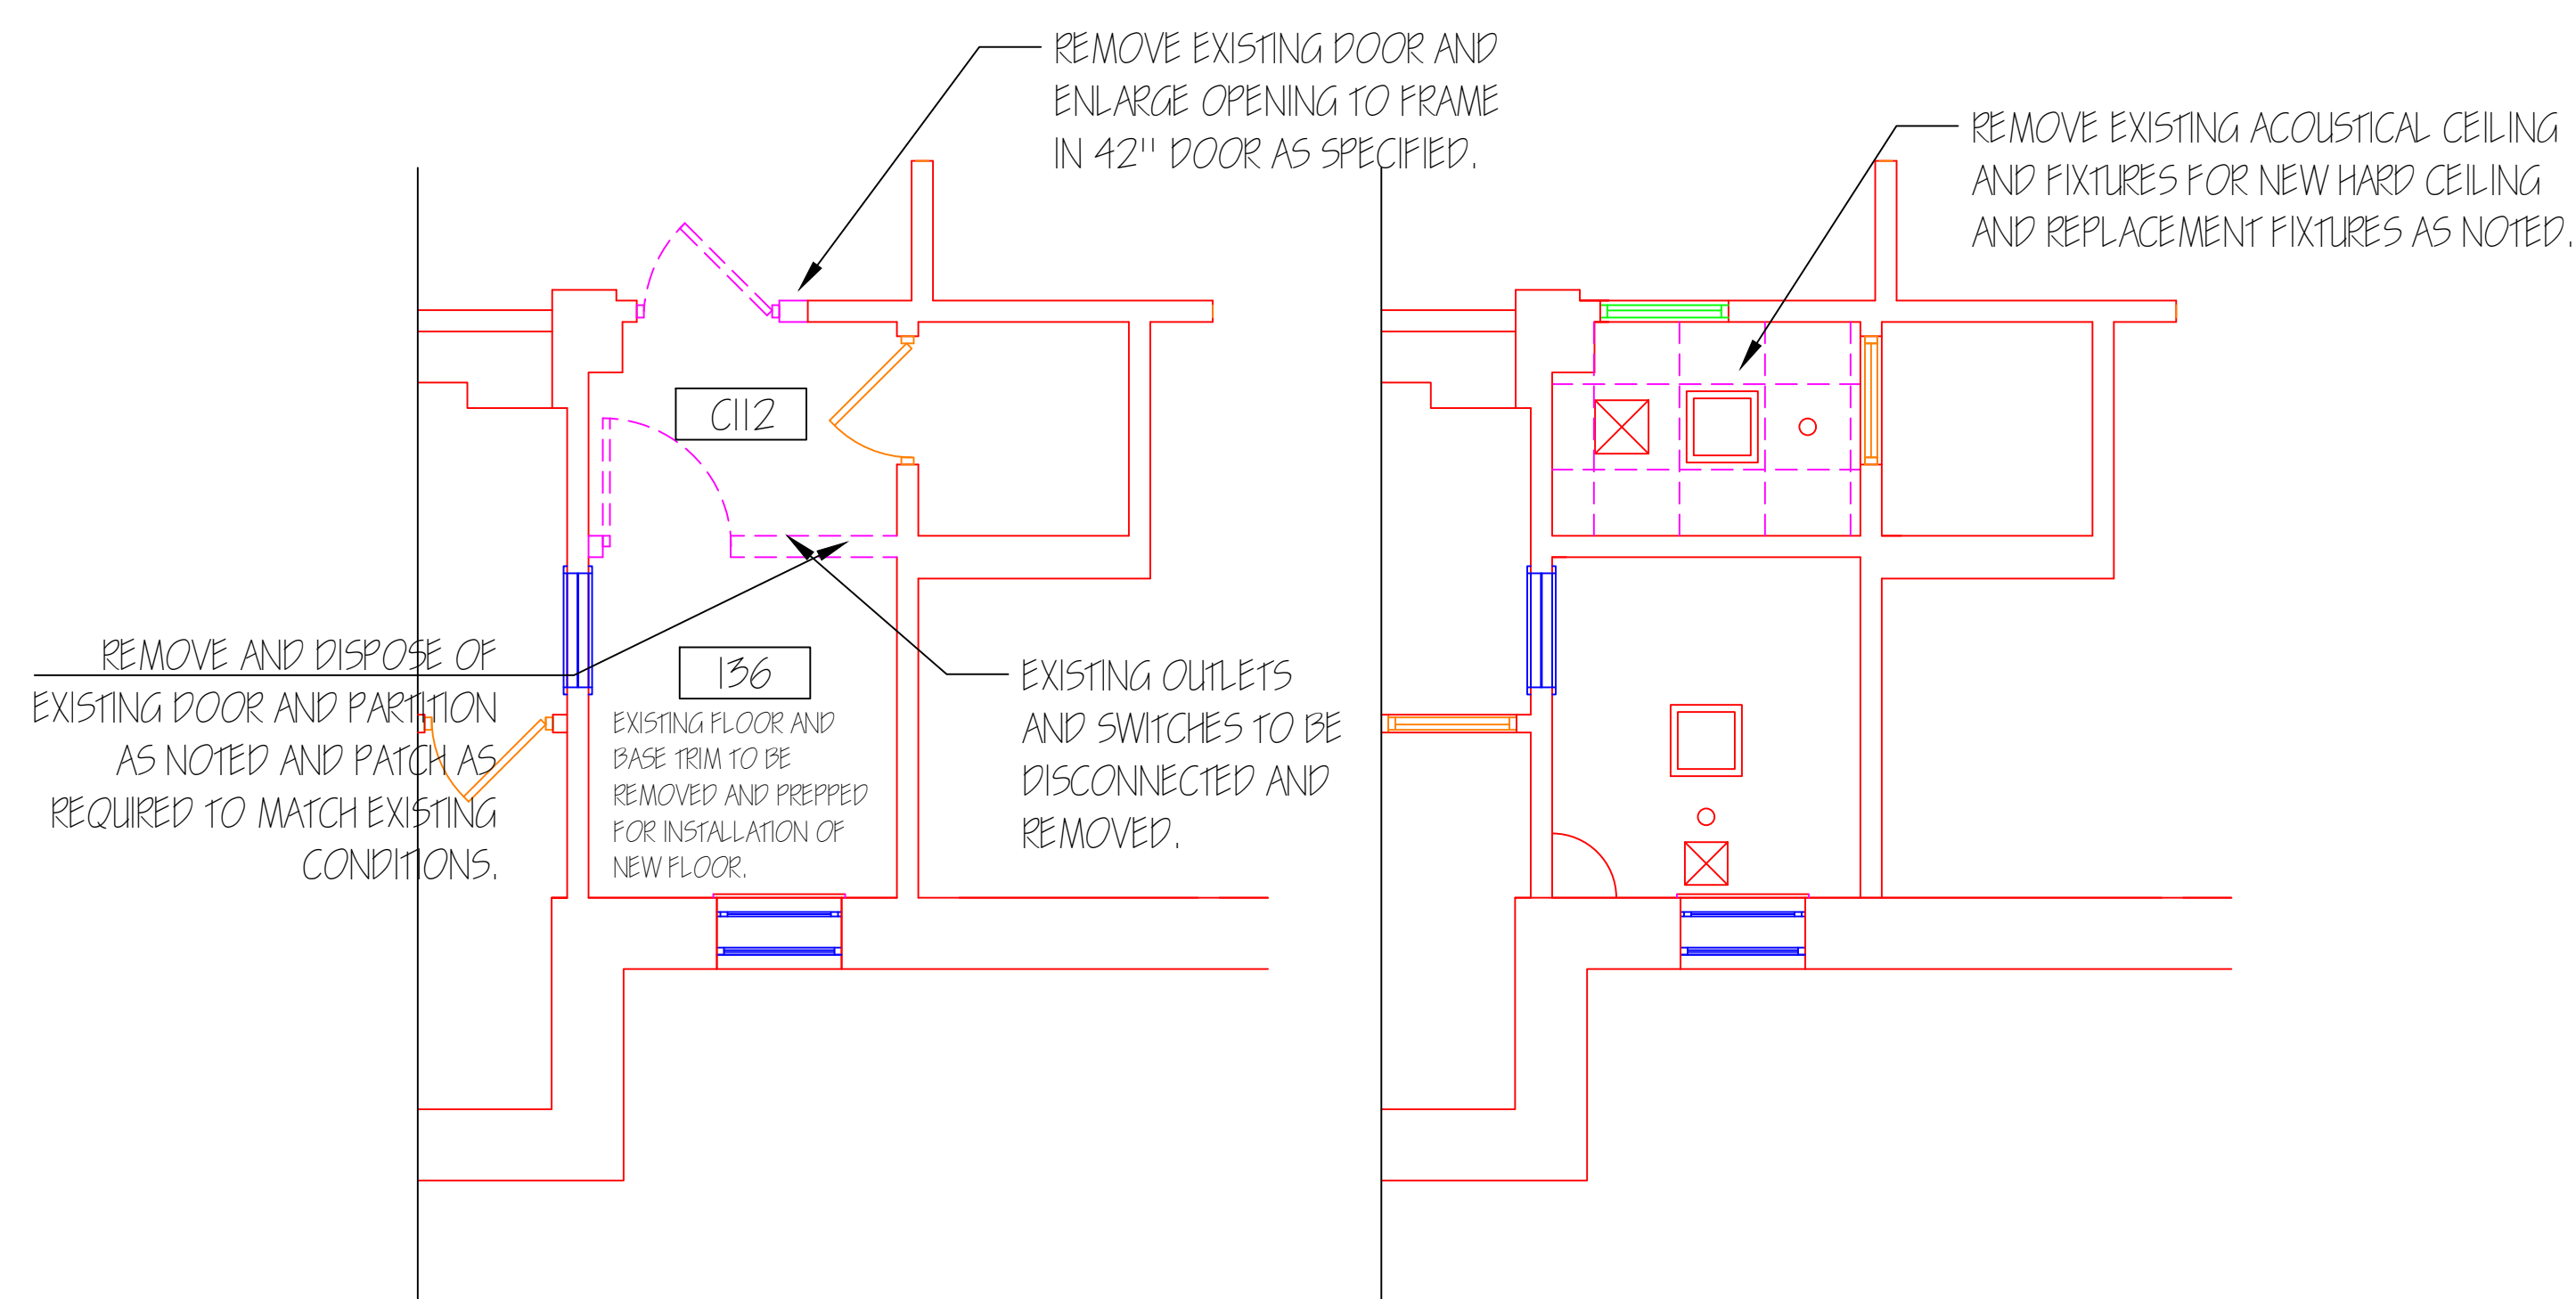 REMOVE EXISTING DOOR AND
ENLARGE OPENING TO FRAME
IN 42" DOOR AS SPECIFIED.
REMOVE EXISTING ACOUSTICAL CEILING
AND FIXTURES FOR NEW HARD CEILING
AND REPLACEMENT FIXTURES AS NOTED.
C112
REMOVE AND DISPOSE OF
EXISTING DOOR AND PARTITION
AS NOTED AND PATCH AS
REQUIRED TO MATCH EXISTING
CONDITIONS.
136
EXISTING FLOOR AND
BASE TRIM TO BE
REMOVED AND PREPPED
FOR INSTALLATION OF
NEW FLOOR.
EXISTING OUTLETS
AND SWITCHES TO BE
DISCONNECTED AND
REMOVED.